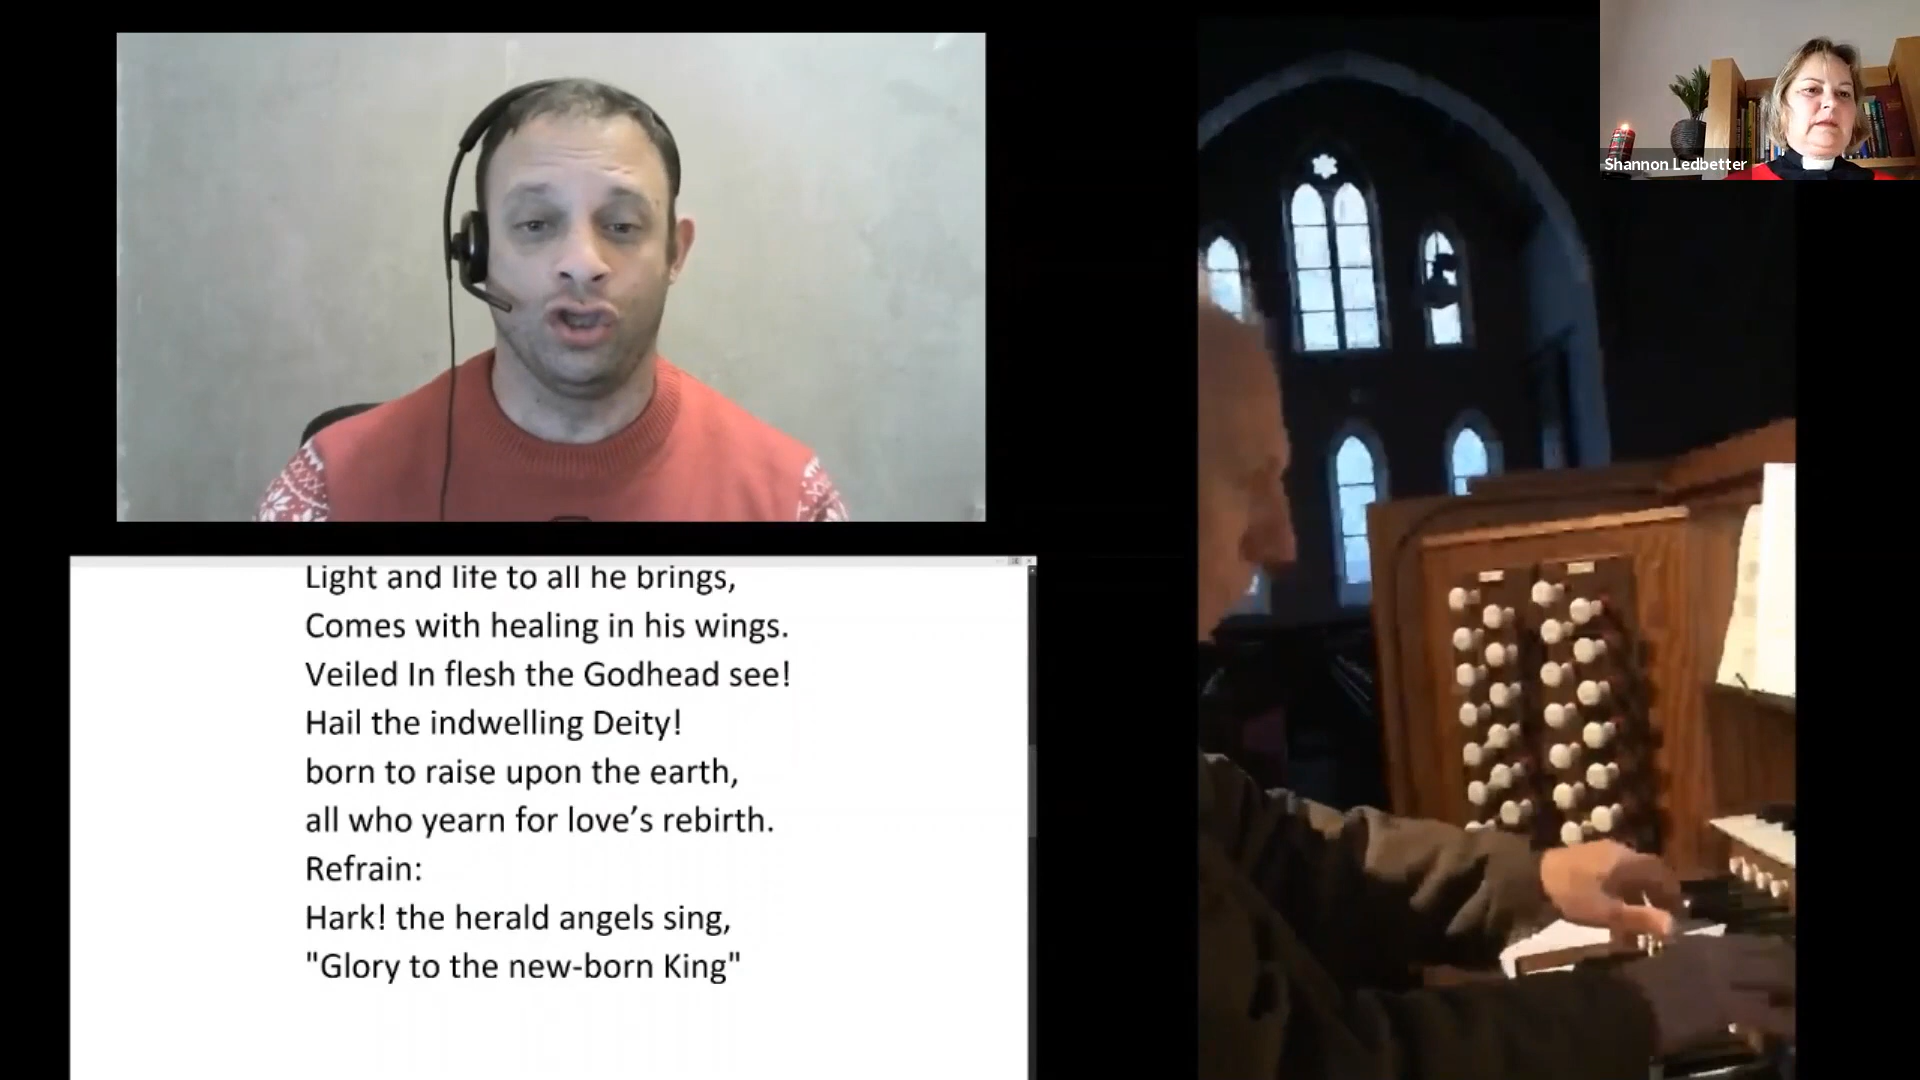 Shannon Ledbetter
Light and life to all he brings,
Comes with healing in his wings.
Veiled In flesh the Godhead see!
Hail the indwelling Deity!
born to raise upon the earth,
all who yearn for love’s rebirth.
Refrain:
Hark! the herald angels sing,
"Glory to the new-born King"